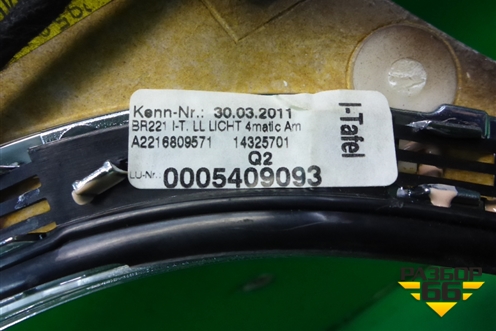 Kenn-Nr.: 30.03.2011
BR221 I-T. LL LICHT 4matic Am
A2216809571 14325701
Q2
LU-Nr.: 0005409093
I-Tafel
РАЗБОР
66